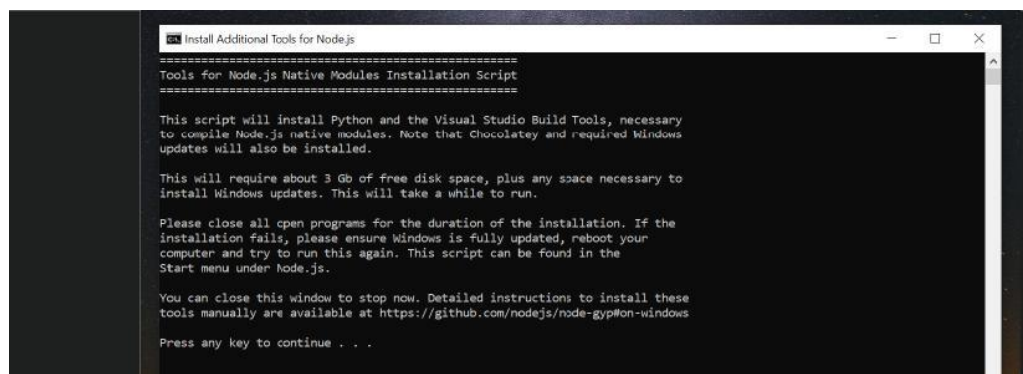 Install Additional Tools for Node.js
====================================================
Tools for Node.js Native Modules Installation Script
====================================================
This script will install Python and the Visual Studio Build Tools, necessary
to compile Node.js native modules. Note that Chocolatey and required Windows
updates will also be installed.
This will require about 3 Gb of free disk space, plus any space necessary to
install Windows updates. This will take a while to run.
Please close all open programs for the duration of the installation. If the
installation fails, please ensure Windows is fully updated, reboot your
computer and try to run this again. This script can be found in the
Start menu under Node.js.
You can close this window to stop now. Detailed instructions to install these
tools manually are available at https://github.com/nodejs/node-gyp#on-windows
Press any key to continue . . .